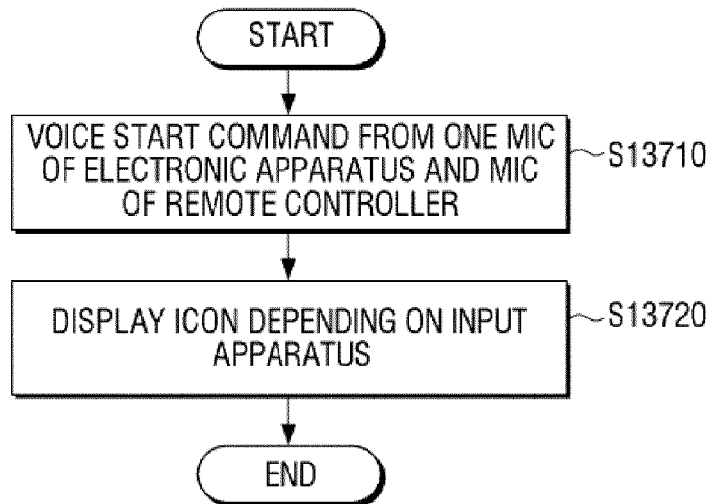 START
VOICE START COMMAND FROM ONE MIC
OF ELECTRONIC APPARATUS AND MIC
OF REMOTE CONTROLLER
S13710
DISPLAY ICON DEPENDING ON INPUT
APPARATUS
S13720
END